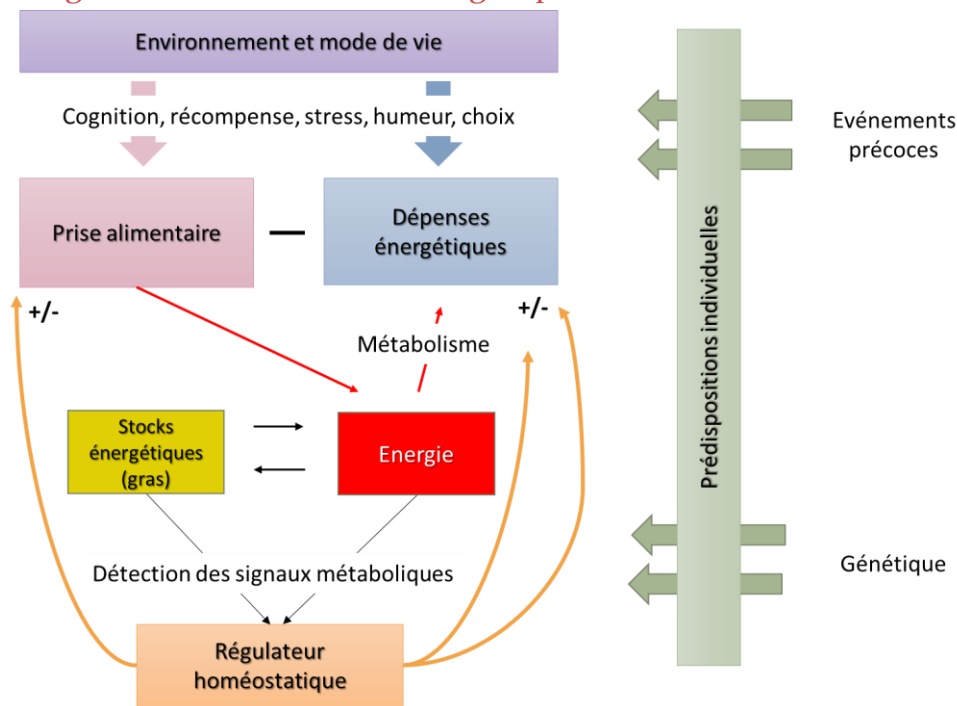 Environnement et mode de vie
Cognition, récompense, stress, humeur, choix
Prise alimentaire
Dépenses
énergétiques
+/-
+/-
Métabolisme
Stocks
énergétiques
(gras)
Energie
Détection des signaux métaboliques
Régulateur
homéostatique
Prédispositions individuelles
Evénements
précoces
Génétique